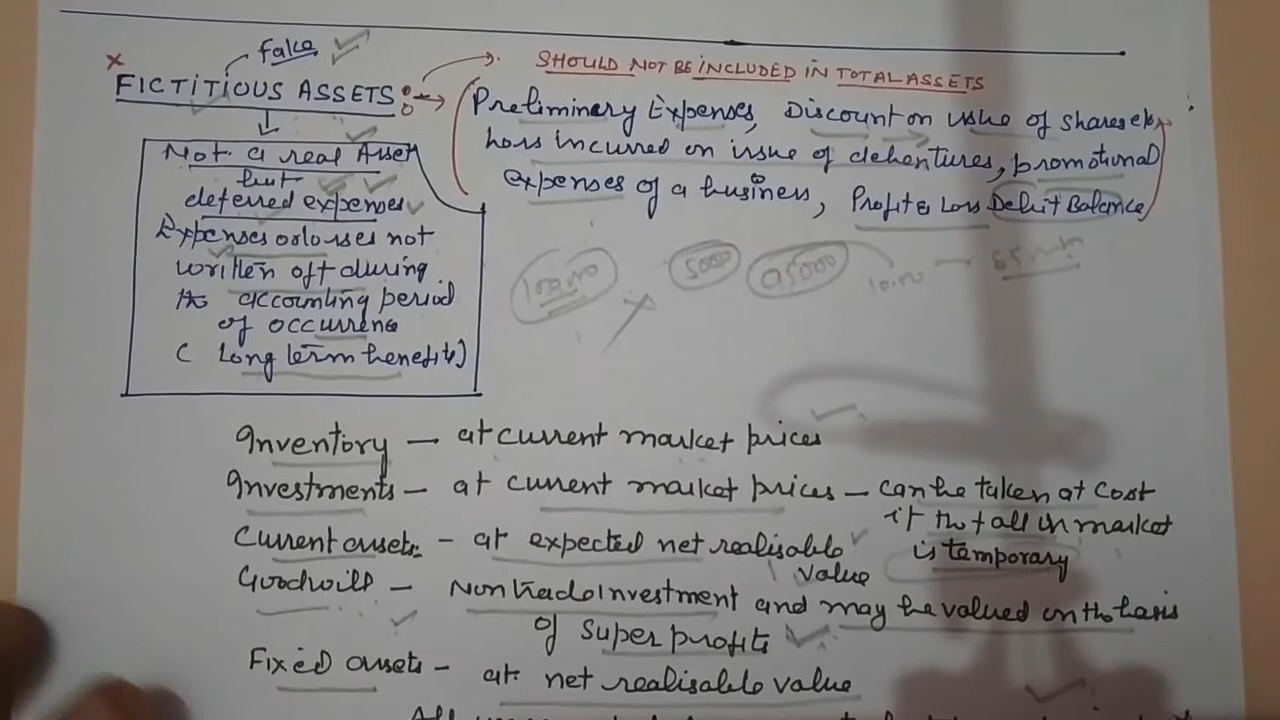 fake
SHOULD NOT BE INCLUDED IN TOTAL ASSETS
FICTITIOUS ASSETS:
Preliminary Expenses, Discount on issue of shares etc,
loss incurred on issue of debentures, promotional
expenses of a business, Profit & Loss Debit Balance
Not a real Asset
but
deferred expenses
Expenses or losses not
written off during
the accounting period
of occurrence
( Long term benefits)
5000
95000
Inventory — at current market prices
Investments — at current market prices — can be taken at cost
if the fall in market
is temporary
Current assets: - at expected net realisable
value
Goodwill — Non trade Investment and may be valued on the basis
of super profits
Fixed assets — at net realisable value
All